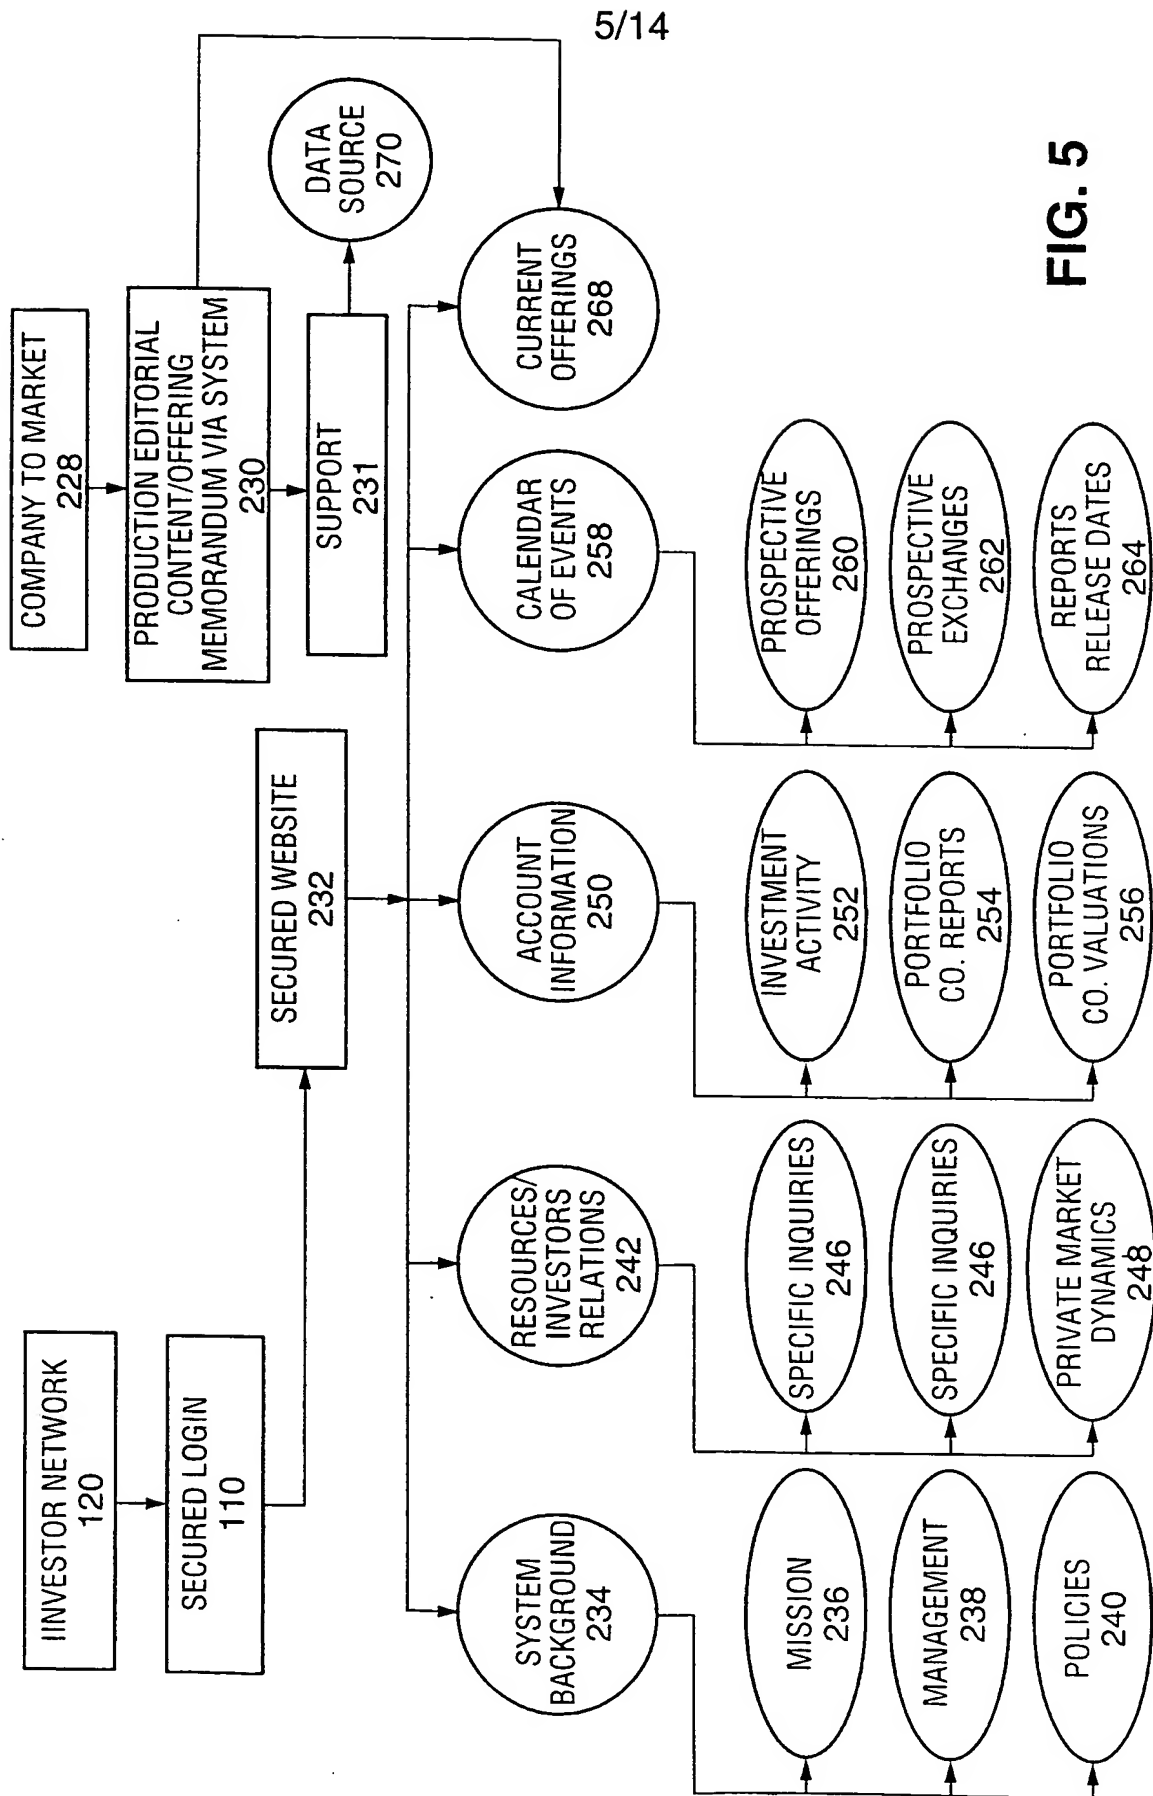 5/14
IINVESTOR NETWORK
120
SECURED LOGIN
110
SECURED WEBSITE
232
COMPANY TO MARKET
228
PRODUCTION EDITORIAL
CONTENT/OFFERING
MEMORANDUM VIA SYSTEM
230
SUPPORT
231
DATA
SOURCE
270
SYSTEM
BACKGROUND
234
RESOURCES/
INVESTORS
RELATIONS
242
ACCOUNT
INFORMATION
250
CALENDAR
OF EVENTS
258
CURRENT
OFFERINGS
268
MISSION
236
MANAGEMENT
238
POLICIES
240
SPECIFIC INQUIRIES
246
SPECIFIC INQUIRIES
246
PRIVATE MARKET
DYNAMICS
248
INVESTMENT
ACTIVITY
252
PORTFOLIO
CO. REPORTS
254
PORTFOLIO
CO. VALUATIONS
256
PROSPECTIVE
OFFERINGS
260
PROSPECTIVE
EXCHANGES
262
REPORTS
RELEASE DATES
264
FIG. 5